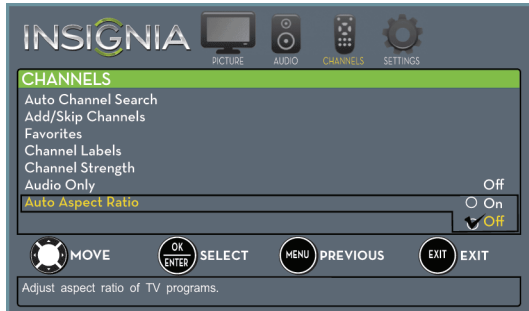 INSIGNIA
PICTURE AUDIO CHANNELS SETTINGS
CHANNELS
Auto Channel Search
Add/Skip Channels
Favorites
Channel Labels
Channel Strength
Audio Only Off
Auto Aspect Ratio On
Off
MOVE OK ENTER SELECT MENU PREVIOUS EXIT EXIT
Adjust aspect ratio of TV programs.